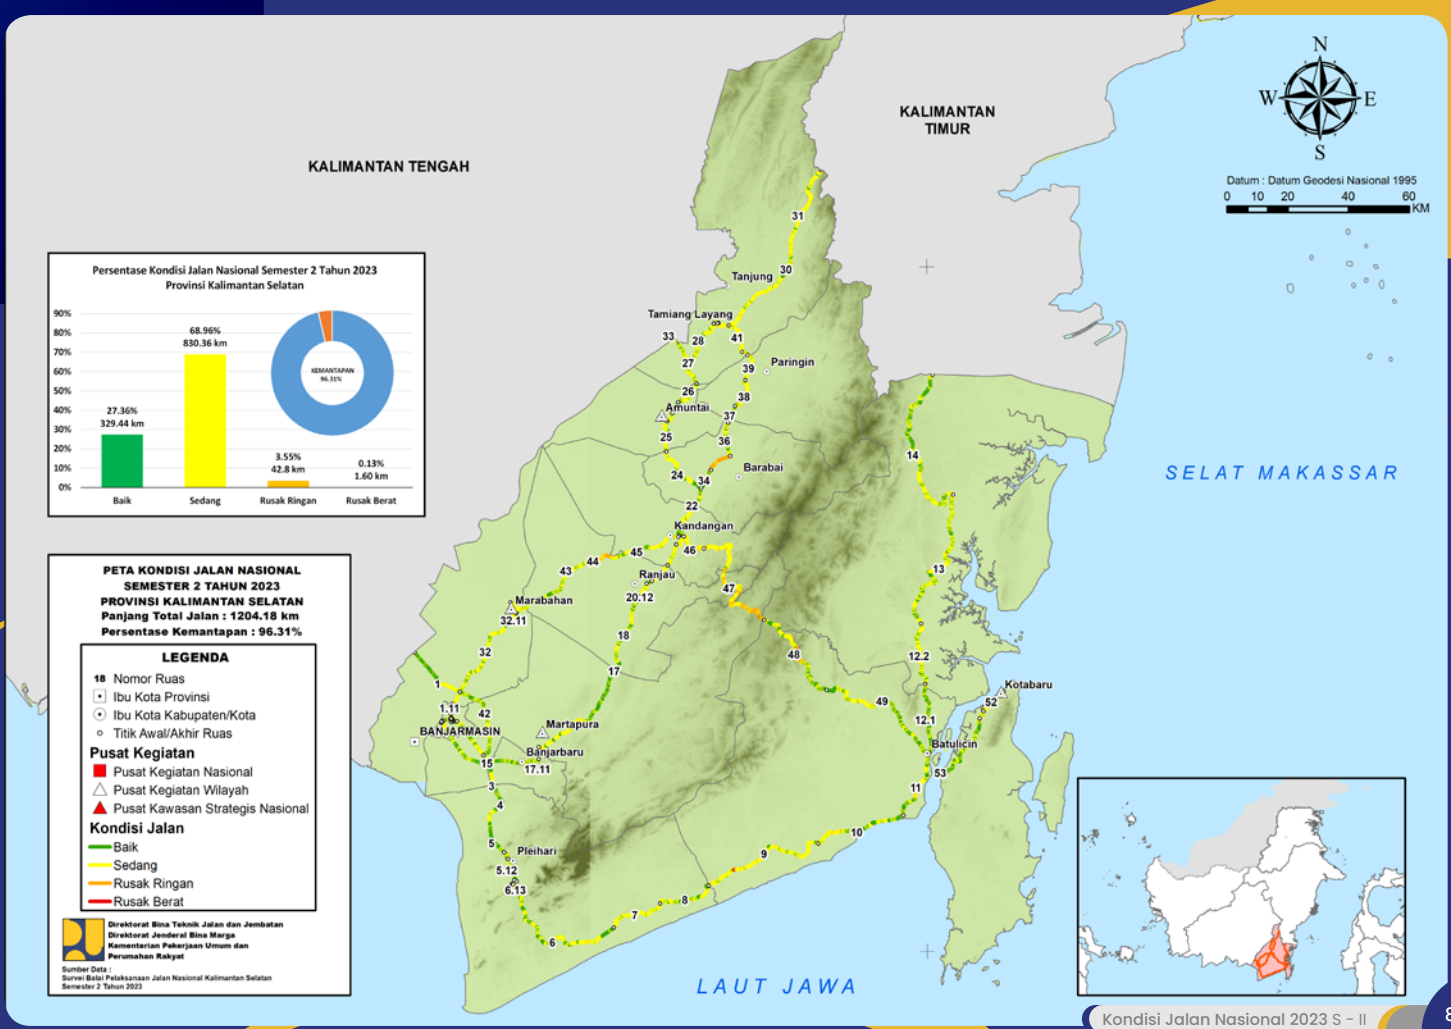 N
W E
S
Datum : Datum Geodesi Nasional 1995
0 10 20 40 60
KM
KALIMANTAN
TIMUR
KALIMANTAN TENGAH
SELAT MAKASSAR
LAUT JAWA
Persentase Kondisi Jalan Nasional Semester 2 Tahun 2023
Provinsi Kalimantan Selatan
90%
80%
70%
60%
50%
40%
30%
20%
10%
0%
27.36%
329.44 km
68.96%
830.36 km
3.55%
42.8 km
0.13%
1.60 km
KEMANTAPAN
96.31%
Baik
Sedang
Rusak Ringan
Rusak Berat
31
30
Tanjung
Tamiang Layang
33
28
41
27
39
Paringin
26
38
Amuntai
37
25
36
24
34
Barabai
22
Kandangan
46
45
44
43
Ranjau
20.12
47
Marabahan
32.11
18
32
17
48
1
1.11
42
BANJARMASIN
Martapura
Banjarbaru
15
17.11
3
4
5
Pleihari
5.12
6.13
6
7
8
9
10
11
14
13
12.2
49
12.1
Kotabaru
52
Batulicin
53
PETA KONDISI JALAN NASIONAL
SEMESTER 2 TAHUN 2023
PROVINSI KALIMANTAN SELATAN
Panjang Total Jalan : 1204.18 km
Persentase Kemantapan : 96.31%
LEGENDA
18 Nomor Ruas
Ibu Kota Provinsi
Ibu Kota Kabupaten/Kota
Titik Awal/Akhir Ruas
Pusat Kegiatan
Pusat Kegiatan Nasional
Pusat Kegiatan Wilayah
Pusat Kawasan Strategis Nasional
Kondisi Jalan
Baik
Sedang
Rusak Ringan
Rusak Berat
Direktorat Bina Teknik Jalan dan Jembatan
Direktorat Jenderal Bina Marga
Kementerian Pekerjaan Umum dan
Perumahan Rakyat
Sumber Data :
Survei Balai Pelaksanaan Jalan Nasional Kalimantan Selatan
Semester 2 Tahun 2023
Kondisi Jalan Nasional 2023 S - II